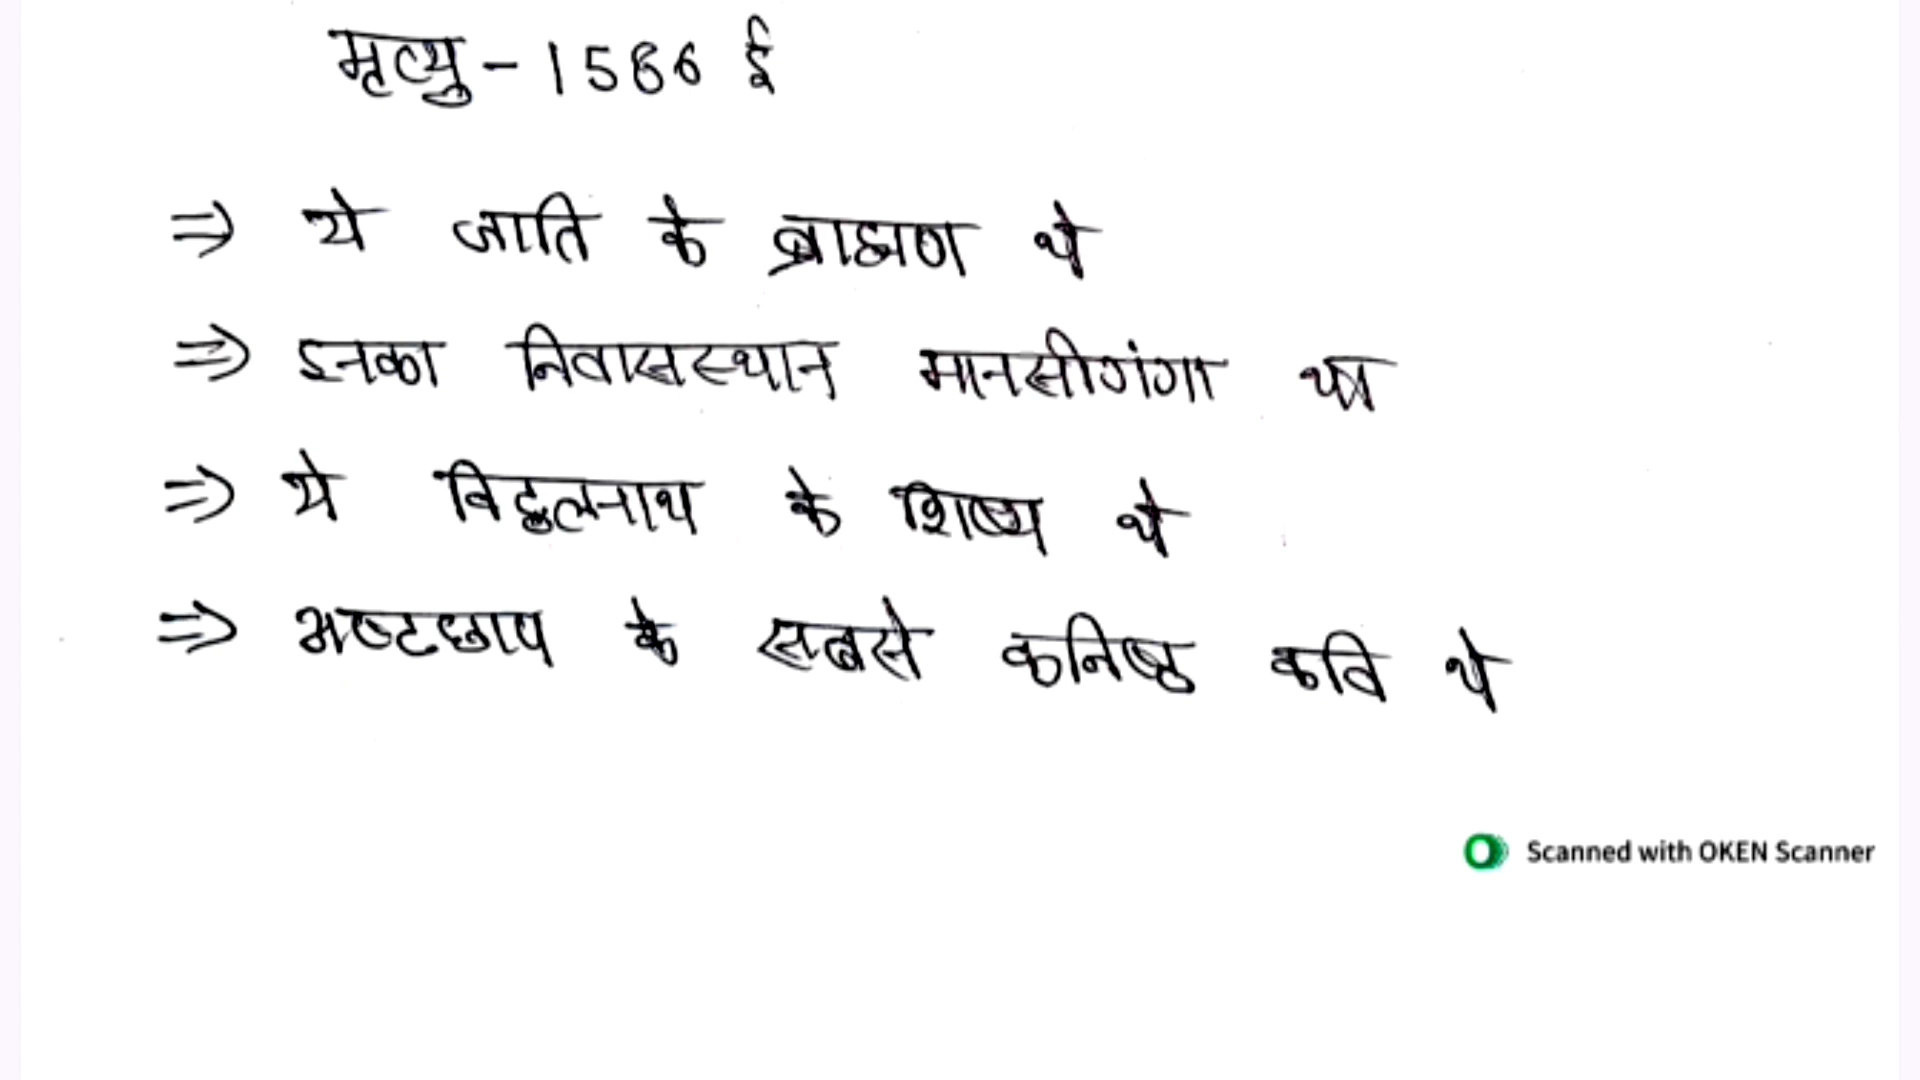 मृत्यु - 1586 ई
⇒ ये जाति के ब्राह्मण थे
⇒ इनका निवासस्थान मानसीगंगा था
⇒ ये विट्ठलनाथ के शिष्य थे
⇒ अष्टछाप के सबसे कनिष्ठ कवि थे
Scanned with OKEN Scanner